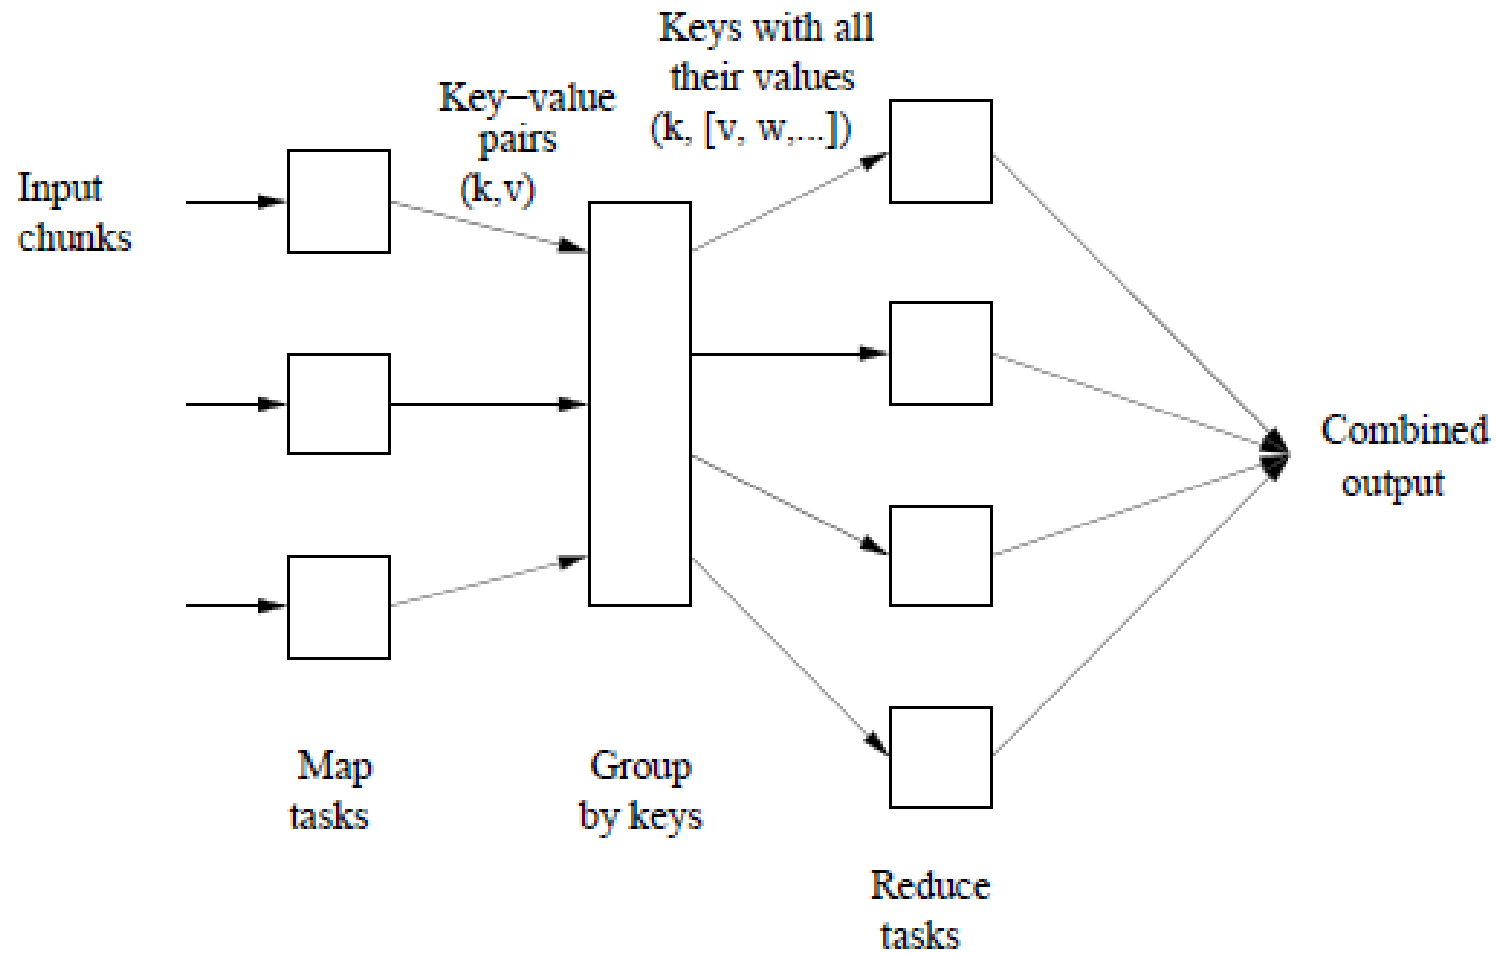 Keys with all
their values
(k, [v, w,...])
Key−value
pairs
(k,v)
Input
chunks
Combined
output
Map
tasks
Group
by keys
Reduce
tasks